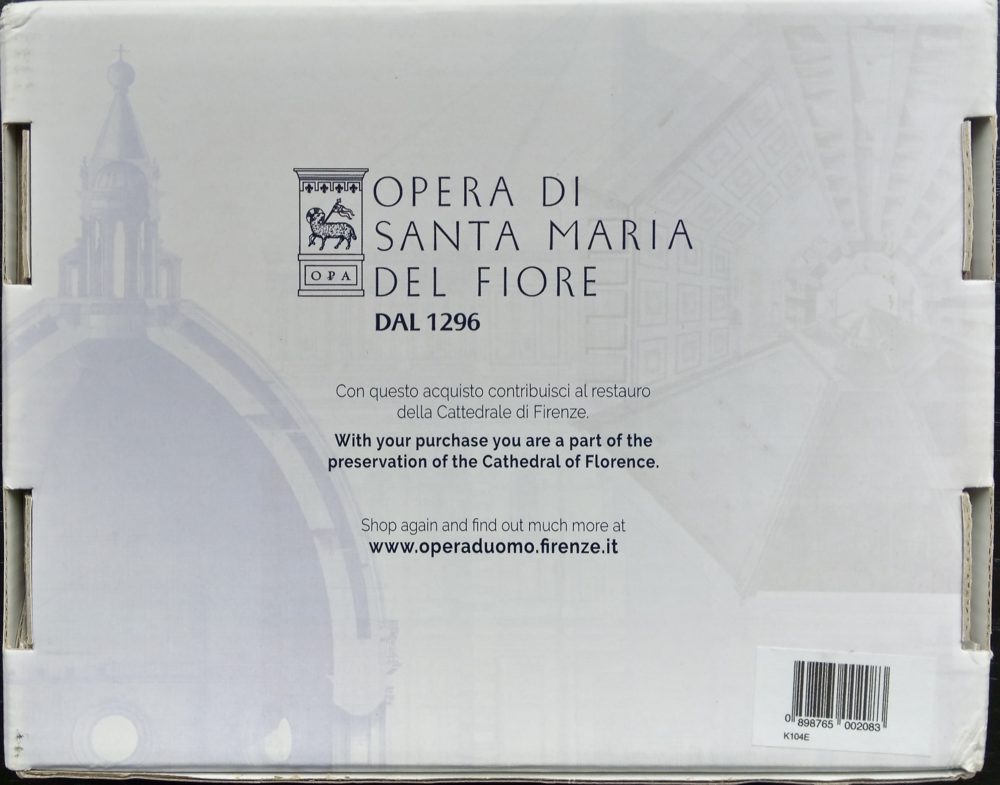 OPA
OPERA DI
SANTA MARIA
DEL FIORE
DAL 1296
Con questo acquisto contribuisci al restauro
della Cattedrale di Firenze.
With your purchase you are a part of the
preservation of the Cathedral of Florence.
Shop again and find out much more at
www.operaduomo.firenze.it
0 898765 002083
K104E